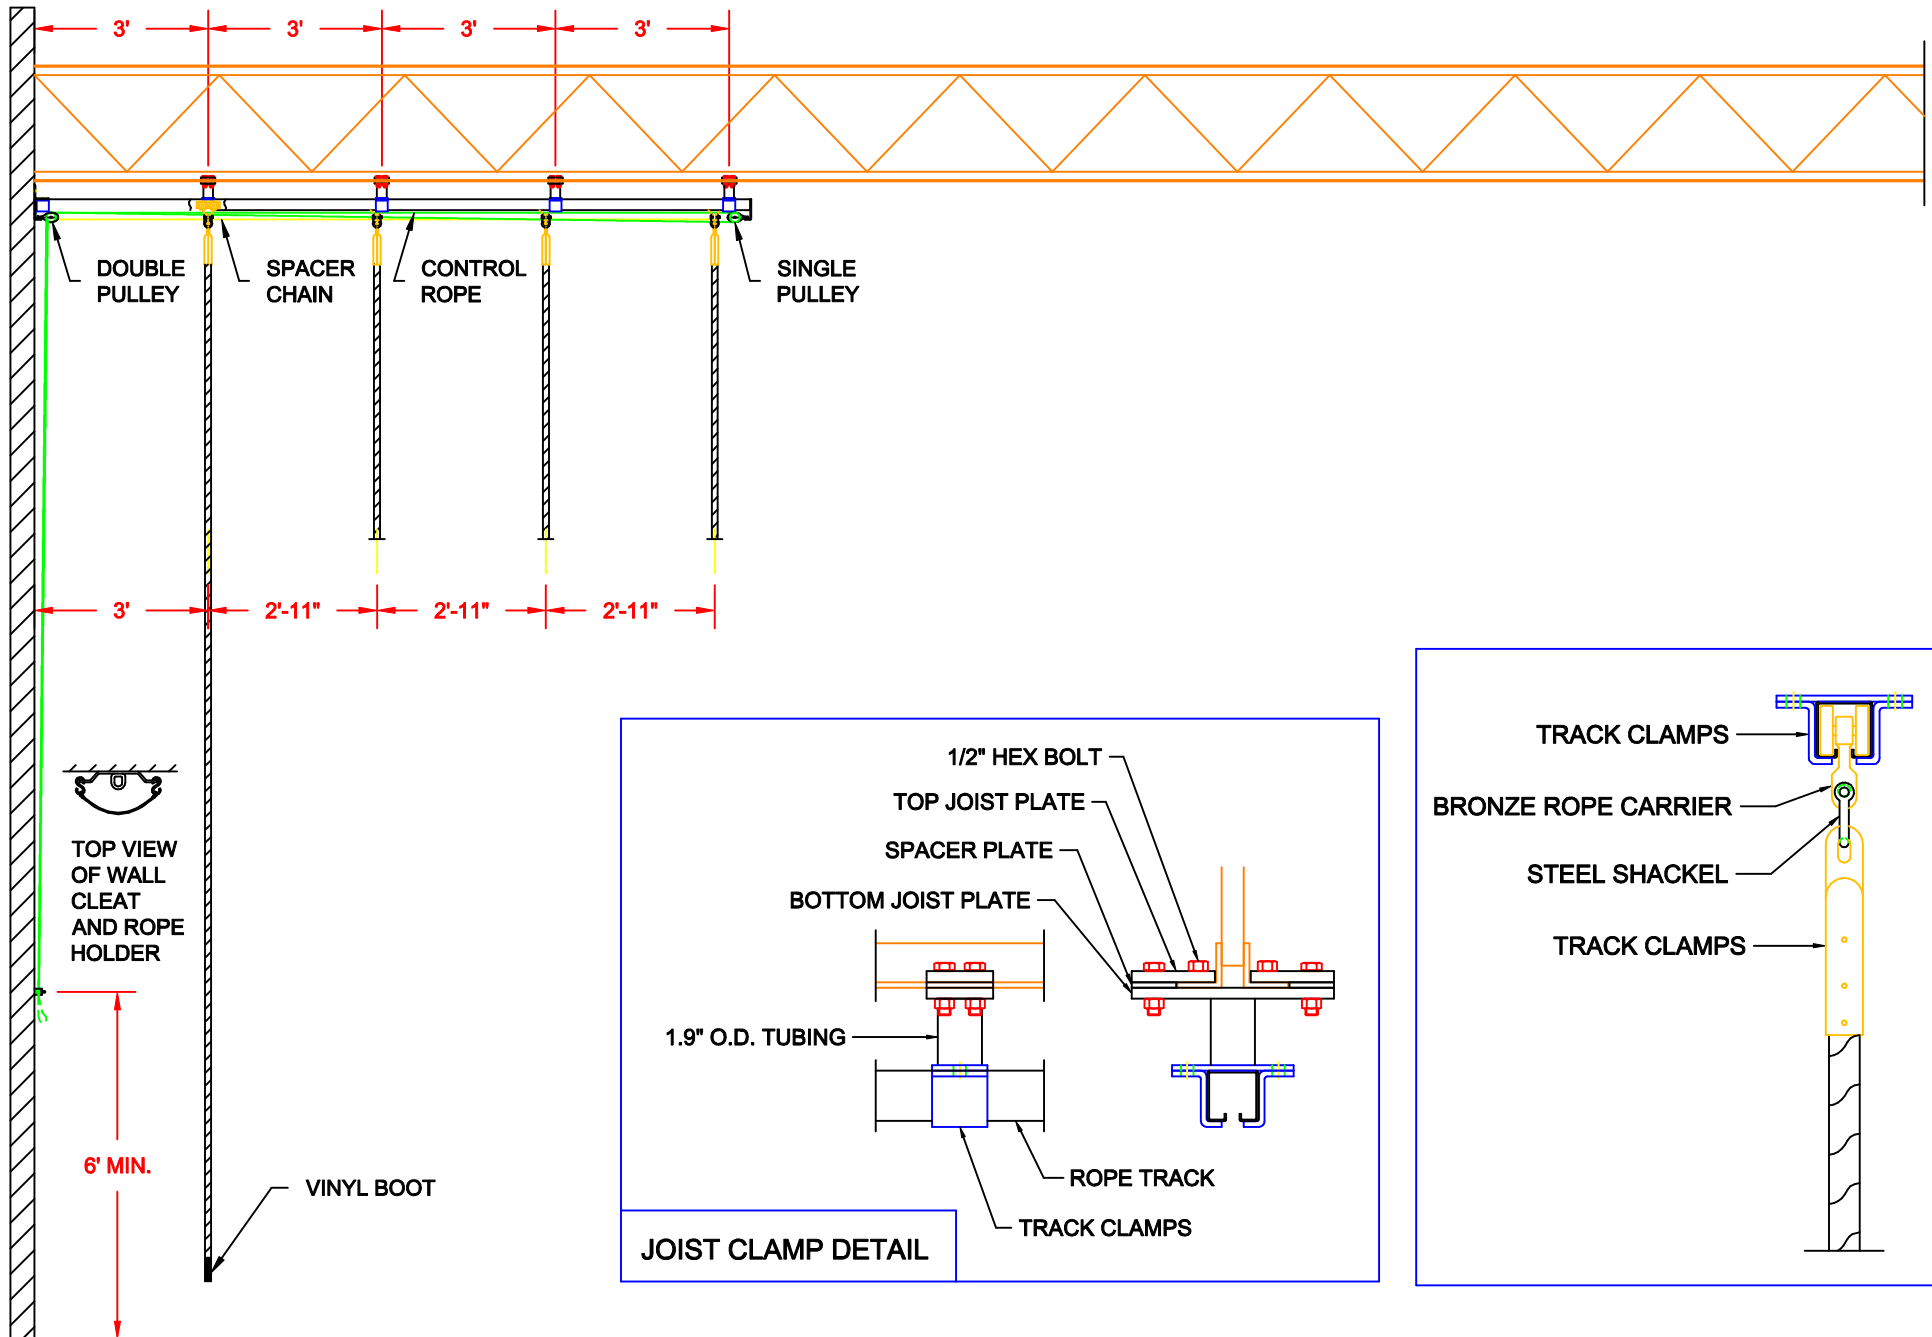 3'
3'
3'
3'
DOUBLE
PULLEY
SPACER
CHAIN
CONTROL
ROPE
SINGLE
PULLEY
3'
2'-11"
2'-11"
2'-11"
TOP VIEW
OF WALL
CLEAT
AND ROPE
HOLDER
6' MIN.
VINYL BOOT
1/2" HEX BOLT
TOP JOIST PLATE
SPACER PLATE
BOTTOM JOIST PLATE
1.9" O.D. TUBING
ROPE TRACK
TRACK CLAMPS
JOIST CLAMP DETAIL
TRACK CLAMPS
BRONZE ROPE CARRIER
STEEL SHACKEL
TRACK CLAMPS